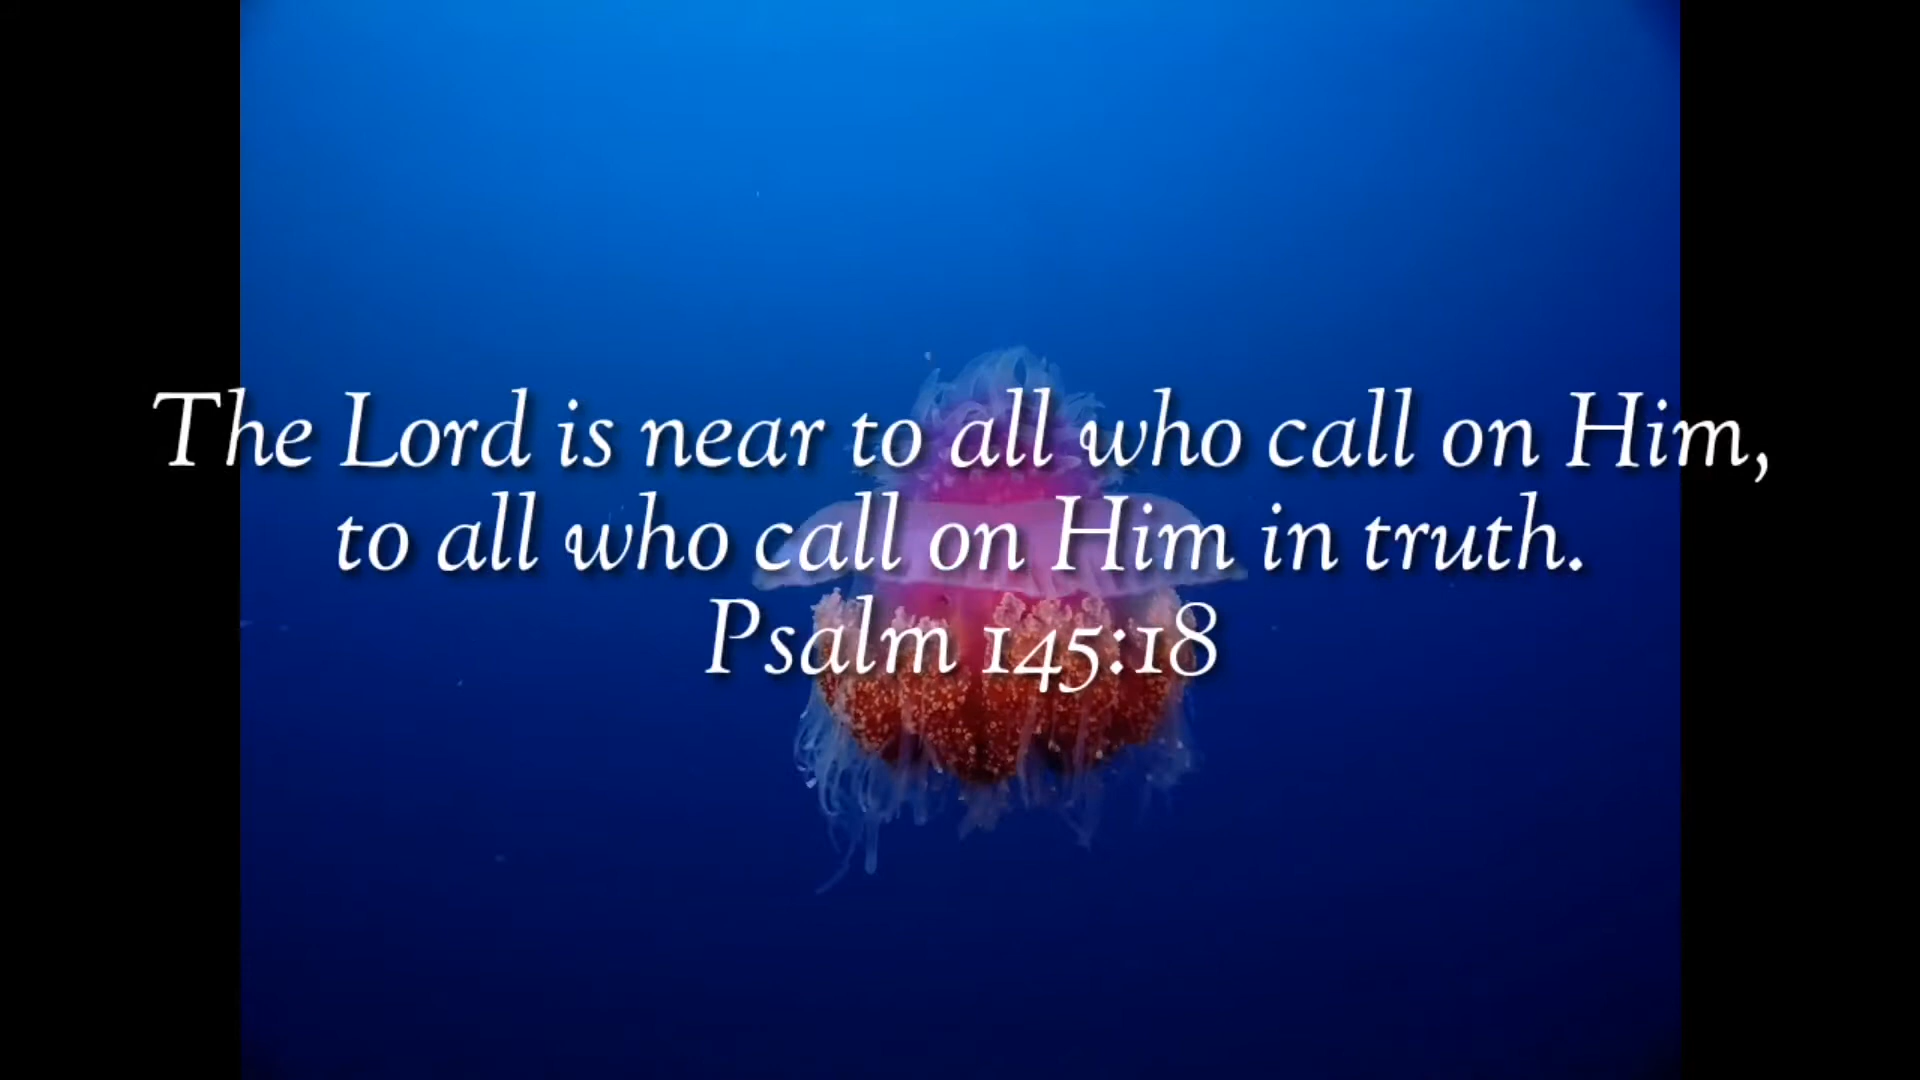 The Lord is near to all who call on Him,
to all who call on Him in truth.
Psalm 145:18